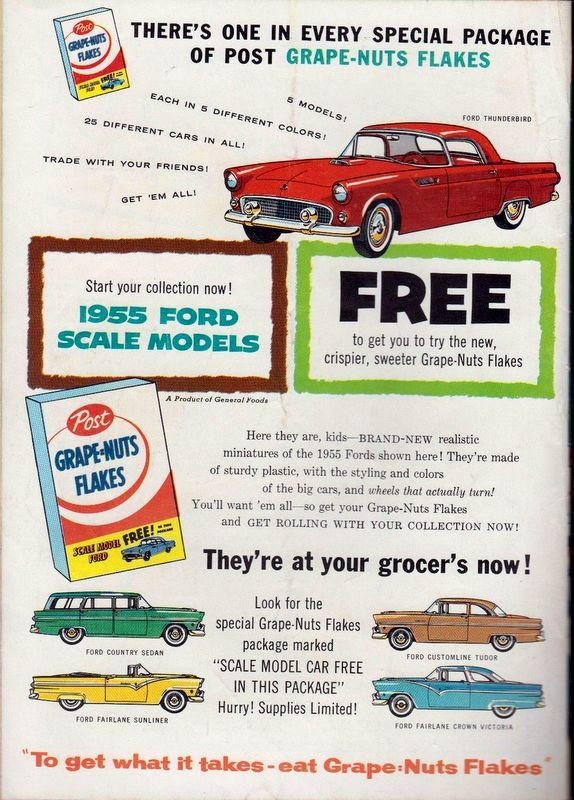 THERE'S ONE IN EVERY SPECIAL PACKAGE
OF POST GRAPE-NUTS FLAKES
Post
GRAPE-NUTS
FLAKES
SCALE MODEL FORD FREE!
5 MODELS!
EACH IN 5 DIFFERENT COLORS!
25 DIFFERENT CARS IN ALL!
TRADE WITH YOUR FRIENDS!
GET 'EM ALL!
FORD THUNDERBIRD
Start your collection now!
1955 FORD
SCALE MODELS
FREE
to get you to try the new,
crispier, sweeter Grape-Nuts Flakes
A Product of General Foods
Post
GRAPE-NUTS
FLAKES
SCALE MODEL
FORD
FREE!
IN THIS
PACKAGE
Here they are, kids—BRAND-NEW realistic
miniatures of the 1955 Fords shown here! They're made
of sturdy plastic, with the styling and colors
of the big cars, and wheels that actually turn!
You'll want 'em all—so get your Grape-Nuts Flakes
and GET ROLLING WITH YOUR COLLECTION NOW!
They're at your grocer's now!
FORD COUNTRY SEDAN
FORD FAIRLANE SUNLINER
Look for the
special Grape-Nuts Flakes
package marked
"SCALE MODEL CAR FREE
IN THIS PACKAGE"
Hurry! Supplies Limited!
FORD CUSTOMLINE TUDOR
FORD FAIRLANE CROWN VICTORIA
"To get what it takes-eat Grape=Nuts Flakes"